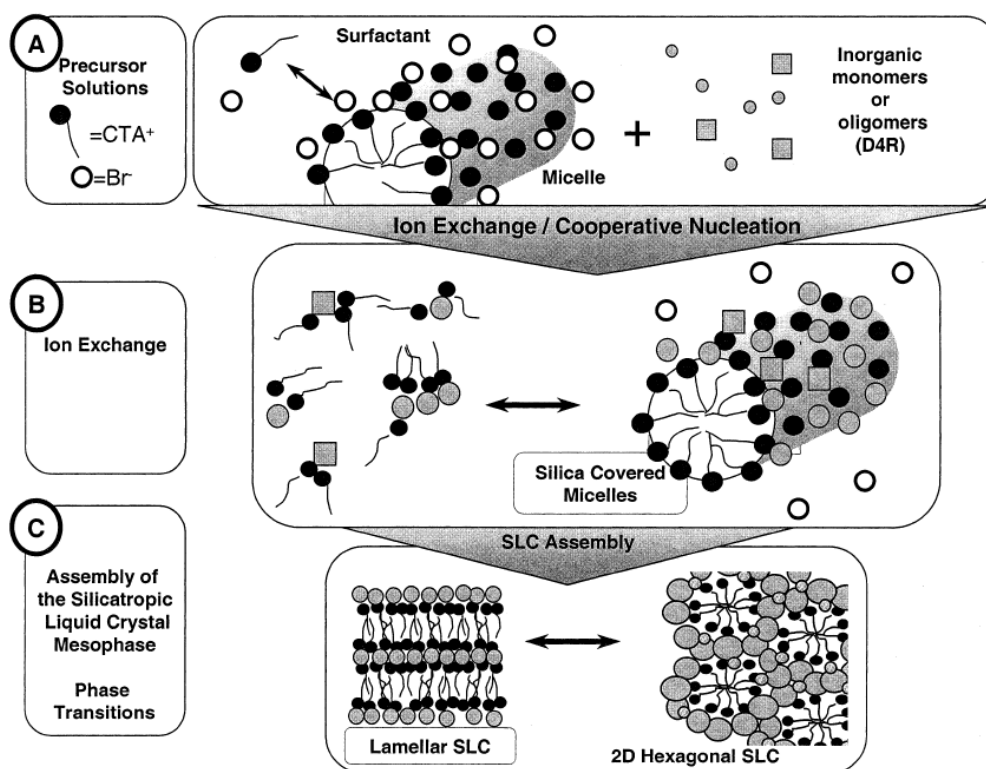 A
Precursor
Solutions
=CTA⁺
=Br⁻
Surfactant
Micelle
+
Inorganic
monomers
or
oligomers
(D4R)
Ion Exchange / Cooperative Nucleation
B
Ion Exchange
Silica Covered
Micelles
C
SLC Assembly
Assembly of
the Silicatropic
Liquid Crystal
Mesophase
Phase
Transitions
Lamellar SLC
2D Hexagonal SLC